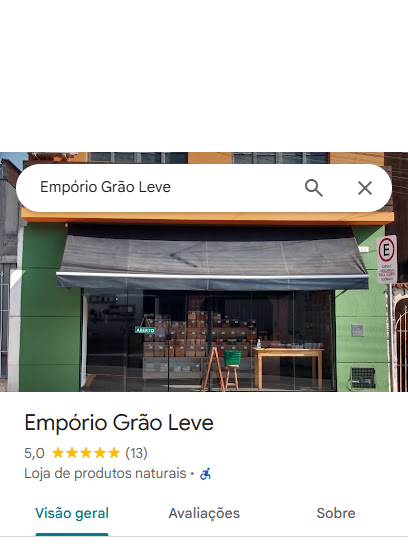 Empório Grão Leve
E
ABERTO
Empório Grão Leve
5,0 (13)
Loja de produtos naturais •
Visão geral
Avaliações
Sobre